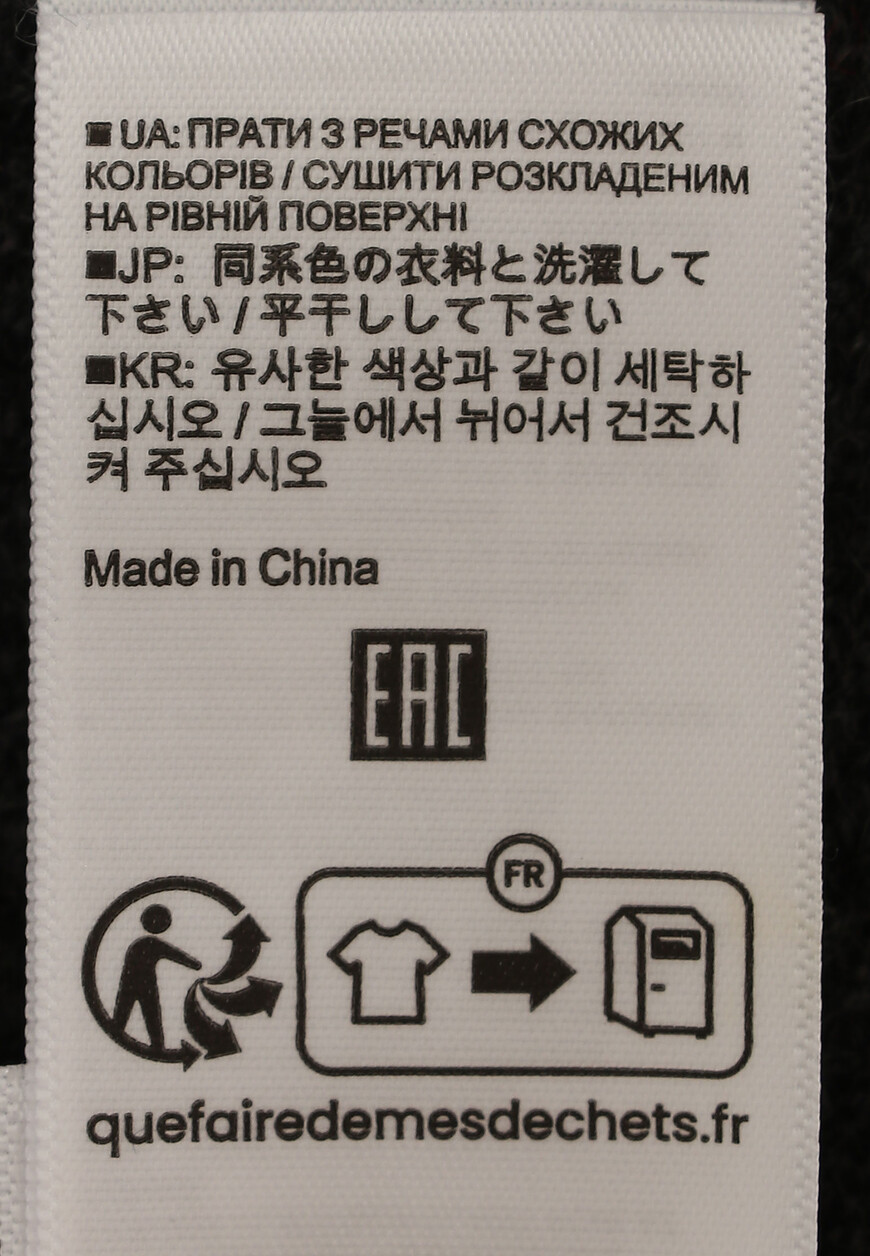 ■ UA: ПРАТИ З РЕЧАМИ СХОЖИХ
КОЛЬОРІВ / СУШИТИ РОЗКЛАДЕНИМ
НА РІВНІЙ ПОВЕРХНІ
■JP: 同系色の衣料と洗濯して
下さい / 平干しして下さい
■KR: 유사한 색상과 같이 세탁하
십시오 / 그늘에서 뉘어서 건조시
켜 주십시오
Made in China
EAC
FR
quefairedemesdechets.fr